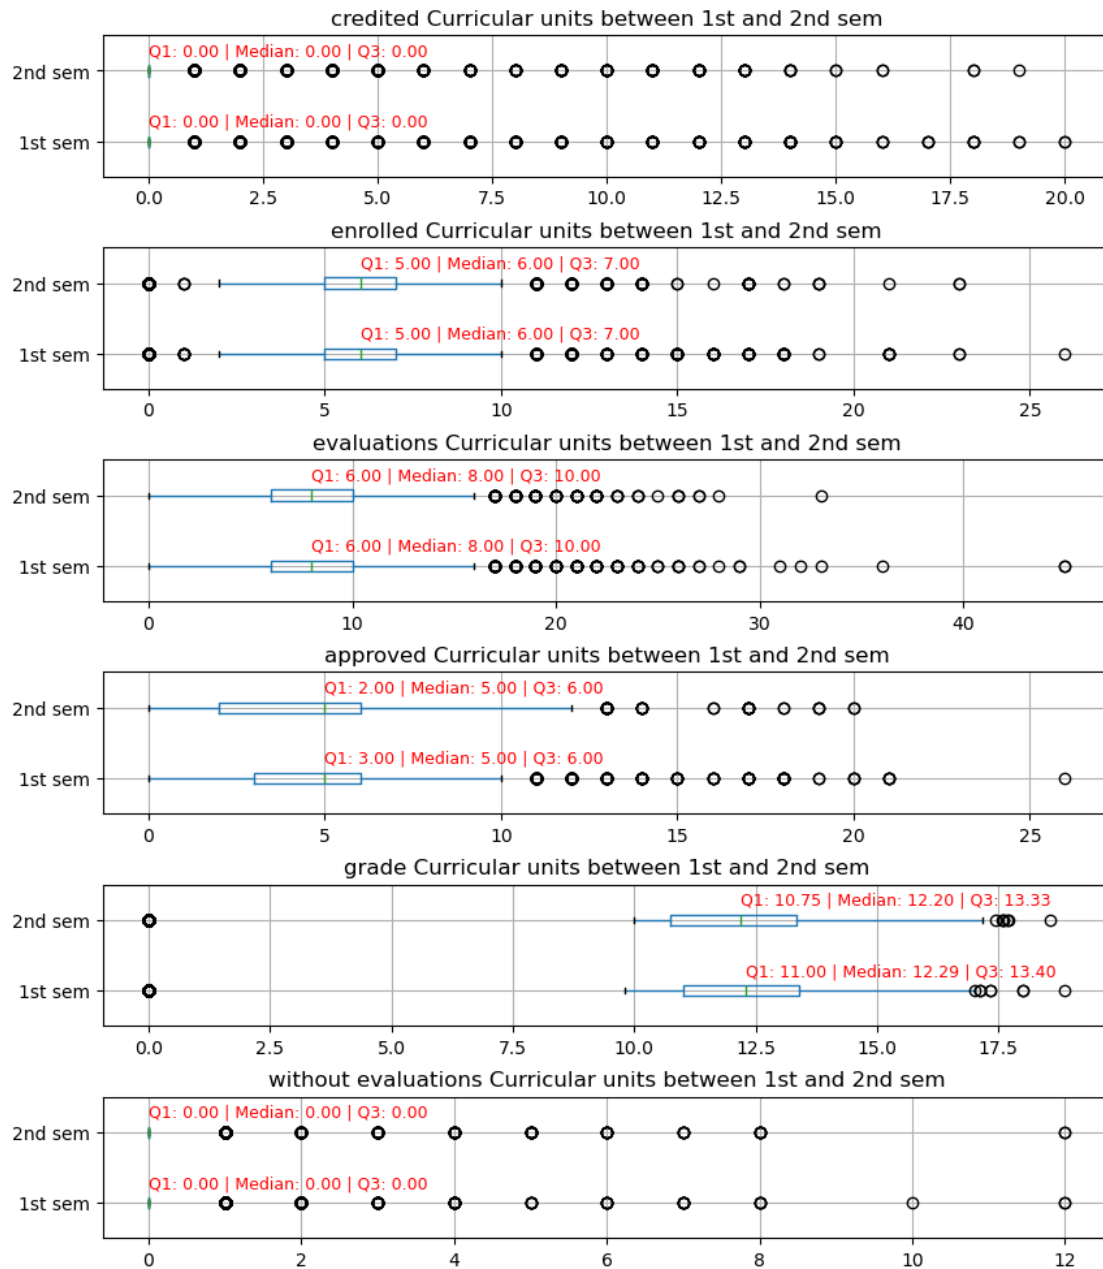 credited Curricular units between 1st and 2nd sem
Q1: 0.00 | Median: 0.00 | Q3: 0.00
2nd sem
Q1: 0.00 | Median: 0.00 | Q3: 0.00
1st sem
0.0 2.5 5.0 7.5 10.0 12.5 15.0 17.5 20.0
enrolled Curricular units between 1st and 2nd sem
Q1: 5.00 | Median: 6.00 | Q3: 7.00
2nd sem
Q1: 5.00 | Median: 6.00 | Q3: 7.00
1st sem
0 5 10 15 20 25
evaluations Curricular units between 1st and 2nd sem
Q1: 6.00 | Median: 8.00 | Q3: 10.00
2nd sem
Q1: 6.00 | Median: 8.00 | Q3: 10.00
1st sem
0 10 20 30 40
approved Curricular units between 1st and 2nd sem
Q1: 2.00 | Median: 5.00 | Q3: 6.00
2nd sem
Q1: 3.00 | Median: 5.00 | Q3: 6.00
1st sem
0 5 10 15 20 25
grade Curricular units between 1st and 2nd sem
Q1: 10.75 | Median: 12.20 | Q3: 13.33
2nd sem
Q1: 11.00 | Median: 12.29 | Q3: 13.40
1st sem
0.0 2.5 5.0 7.5 10.0 12.5 15.0 17.5
without evaluations Curricular units between 1st and 2nd sem
Q1: 0.00 | Median: 0.00 | Q3: 0.00
2nd sem
Q1: 0.00 | Median: 0.00 | Q3: 0.00
1st sem
0 2 4 6 8 10 12